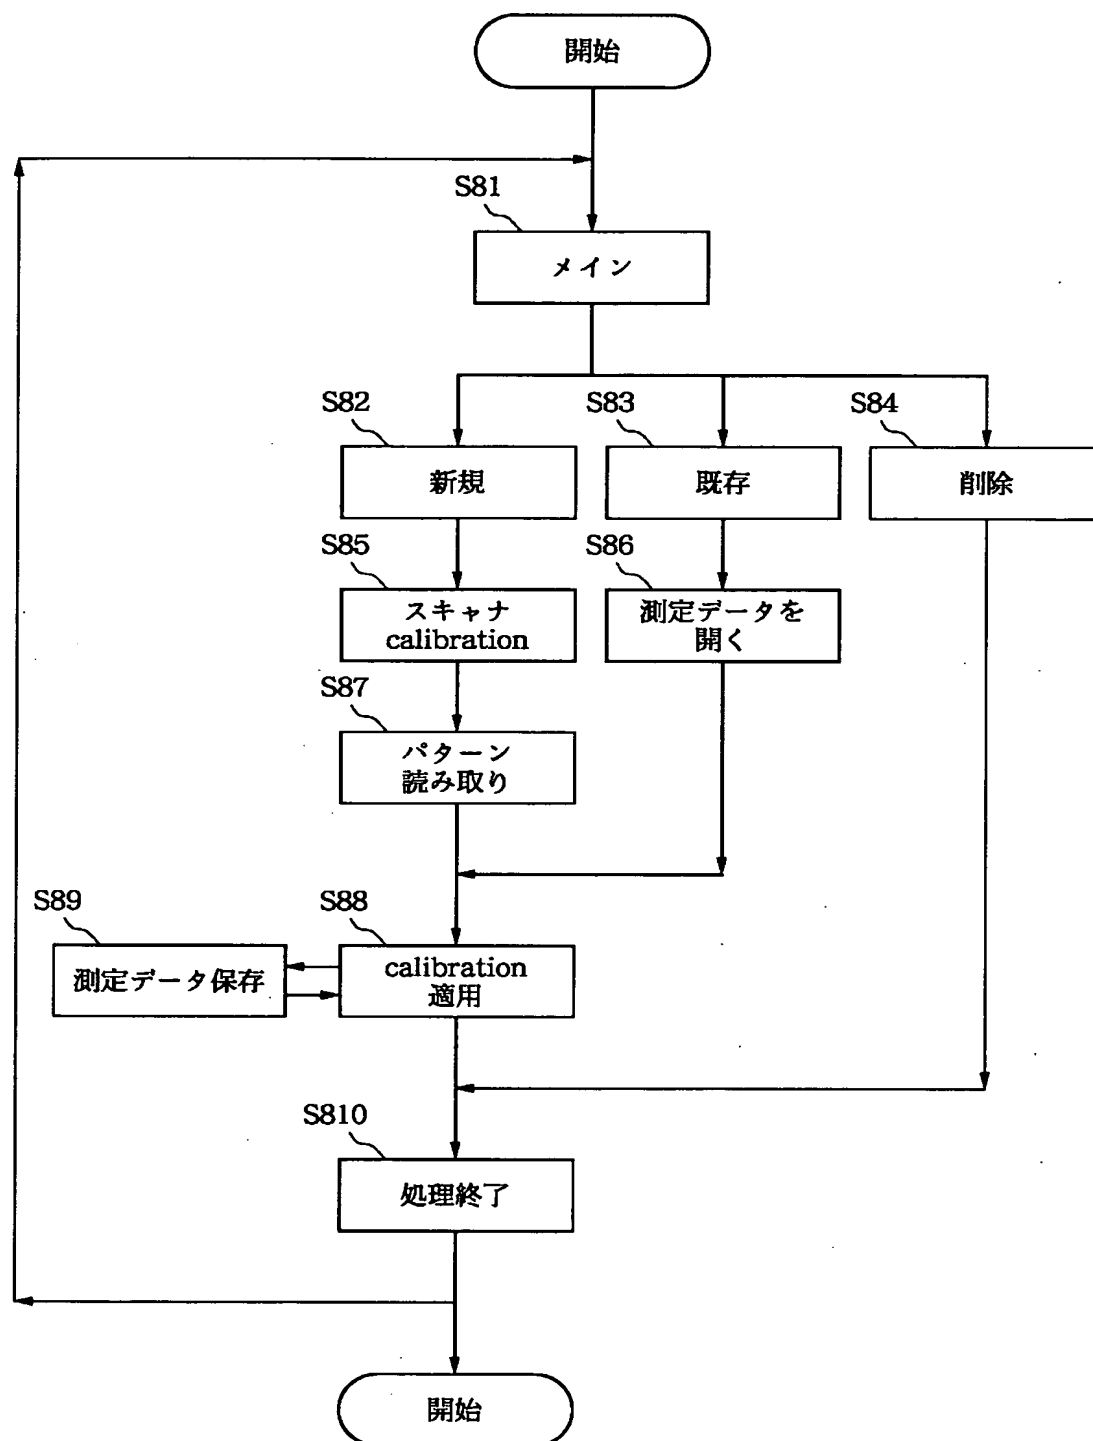 開始
S81
メイン
S82
新規
S83
既存
S84
削除
S85
スキャナ
calibration
S86
測定データを
開く
S87
パターン
読み取り
S89
測定データ保存
S88
calibration
適用
S810
処理終了
開始